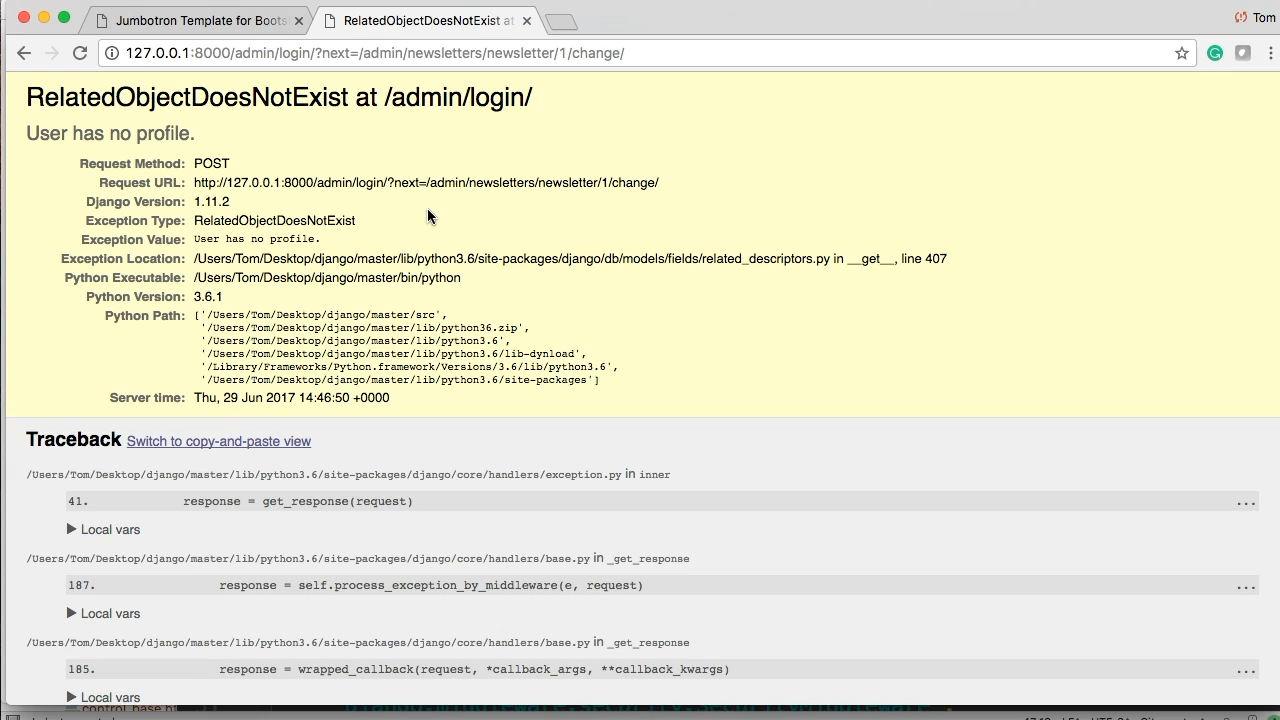 Jumbotron Template for Boots
RelatedObjectDoesNotExist at
Tom
127.0.0.1:8000/admin/login/?next=/admin/newsletters/newsletter/1/change/
RelatedObjectDoesNotExist at /admin/login/
User has no profile.
Request Method: POST
Request URL: http://127.0.0.1:8000/admin/login/?next=/admin/newsletters/newsletter/1/change/
Django Version: 1.11.2
Exception Type: RelatedObjectDoesNotExist
Exception Value: User has no profile.
Exception Location: /Users/Tom/Desktop/django/master/lib/python3.6/site-packages/django/db/models/fields/related_descriptors.py in __get__, line 407
Python Executable: /Users/Tom/Desktop/django/master/bin/python
Python Version: 3.6.1
Python Path: ['/Users/Tom/Desktop/django/master/src',
'/Users/Tom/Desktop/django/master/lib/python36.zip',
'/Users/Tom/Desktop/django/master/lib/python3.6',
'/Users/Tom/Desktop/django/master/lib/python3.6/lib-dynload',
'/Library/Frameworks/Python.framework/Versions/3.6/lib/python3.6',
'/Users/Tom/Desktop/django/master/lib/python3.6/site-packages']
Server time: Thu, 29 Jun 2017 14:46:50 +0000
Traceback Switch to copy-and-paste view
/Users/Tom/Desktop/django/master/lib/python3.6/site-packages/django/core/handlers/exception.py in inner
41. response = get_response(request) ...
▶ Local vars
/Users/Tom/Desktop/django/master/lib/python3.6/site-packages/django/core/handlers/base.py in _get_response
187. response = self.process_exception_by_middleware(e, request) ...
▶ Local vars
/Users/Tom/Desktop/django/master/lib/python3.6/site-packages/django/core/handlers/base.py in _get_response
185. response = wrapped_callback(request, *callback_args, **callback_kwargs) ...
▶ Local vars